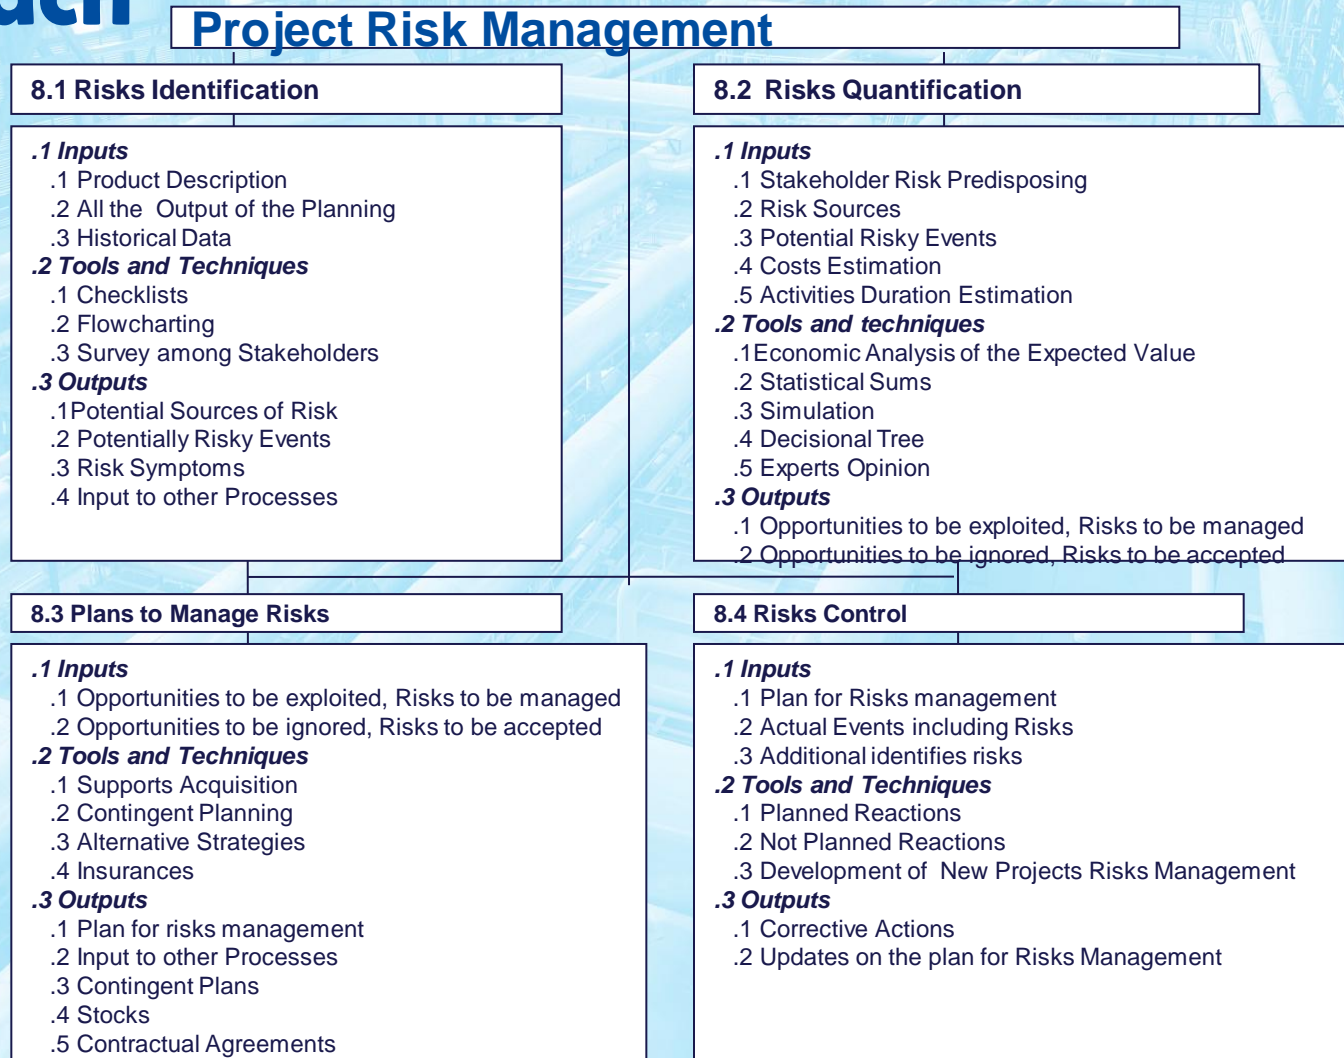 Project Risk Management
8.1 Risks Identification
.1 Inputs
.1 Product Description
.2 All the Output of the Planning
.3 Historical Data
.2 Tools and Techniques
.1 Checklists
.2 Flowcharting
.3 Survey among Stakeholders
.3 Outputs
.1Potential Sources of Risk
.2 Potentially Risky Events
.3 Risk Symptoms
.4 Input to other Processes
8.2 Risks Quantification
.1 Inputs
.1 Stakeholder Risk Predisposing
.2 Risk Sources
.3 Potential Risky Events
.4 Costs Estimation
.5 Activities Duration Estimation
.2 Tools and techniques
.1Economic Analysis of the Expected Value
.2 Statistical Sums
.3 Simulation
.4 Decisional Tree
.5 Experts Opinion
.3 Outputs
.1 Opportunities to be exploited, Risks to be managed
.2 Opportunities to be ignored, Risks to be accepted
8.3 Plans to Manage Risks
.1 Inputs
.1 Opportunities to be exploited, Risks to be managed
.2 Opportunities to be ignored, Risks to be accepted
.2 Tools and Techniques
.1 Supports Acquisition
.2 Contingent Planning
.3 Alternative Strategies
.4 Insurances
.3 Outputs
.1 Plan for risks management
.2 Input to other Processes
.3 Contingent Plans
.4 Stocks
.5 Contractual Agreements
8.4 Risks Control
.1 Inputs
.1 Plan for Risks management
.2 Actual Events including Risks
.3 Additional identifies risks
.2 Tools and Techniques
.1 Planned Reactions
.2 Not Planned Reactions
.3 Development of New Projects Risks Management
.3 Outputs
.1 Corrective Actions
.2 Updates on the plan for Risks Management